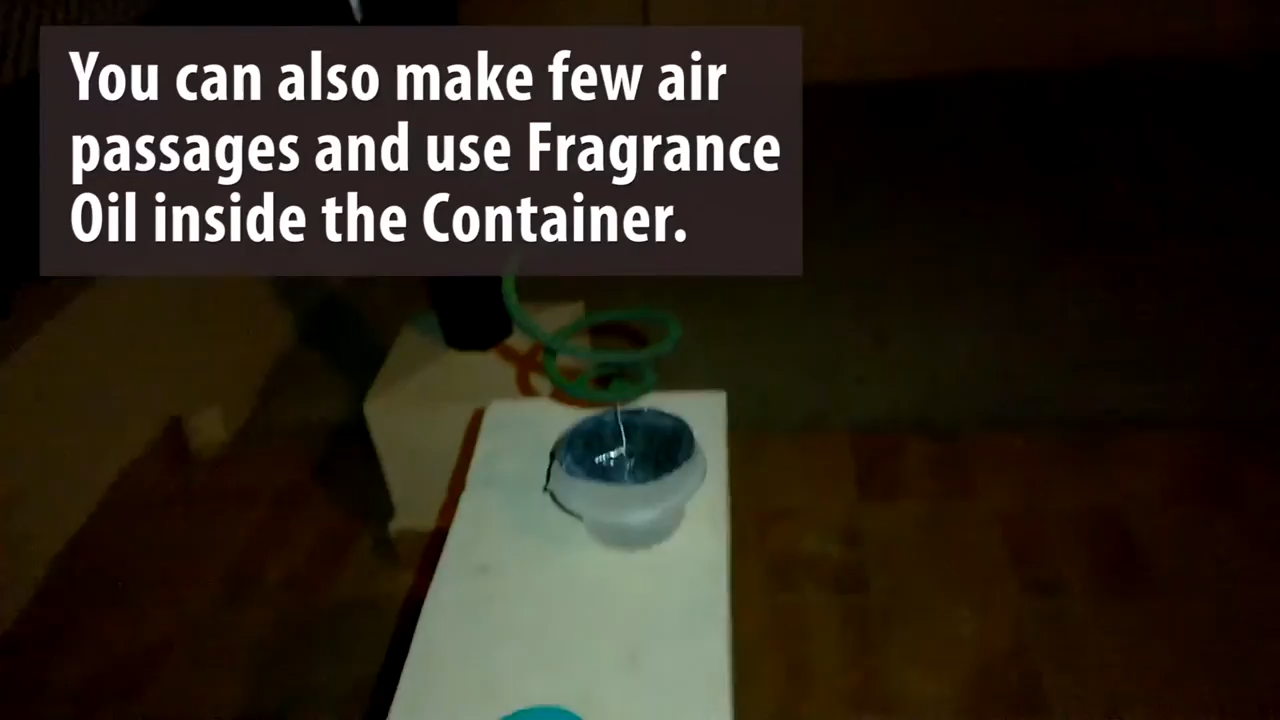 You can also make few air
passages and use Fragrance
Oil inside the Container.